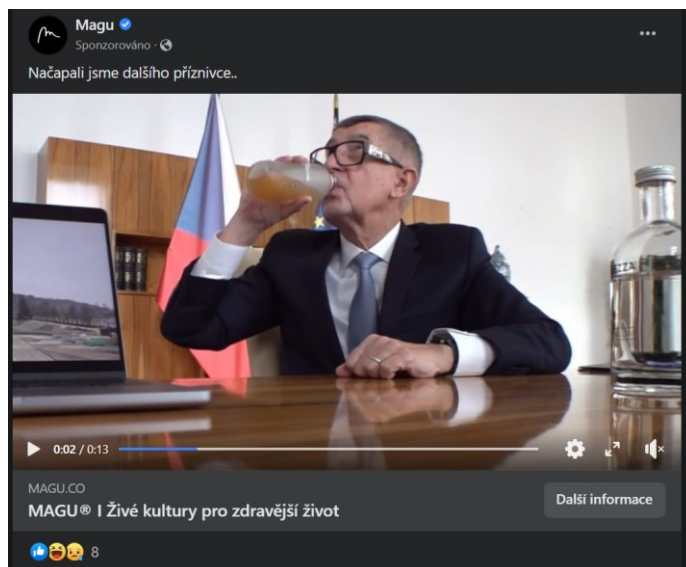 Magu
Sponzorováno ·
Načapali jsme dalšího příznivce..
ZZA
0:02 / 0:13
MAGU.CO
MAGU® I Živé kultury pro zdravější život
Další informace
8